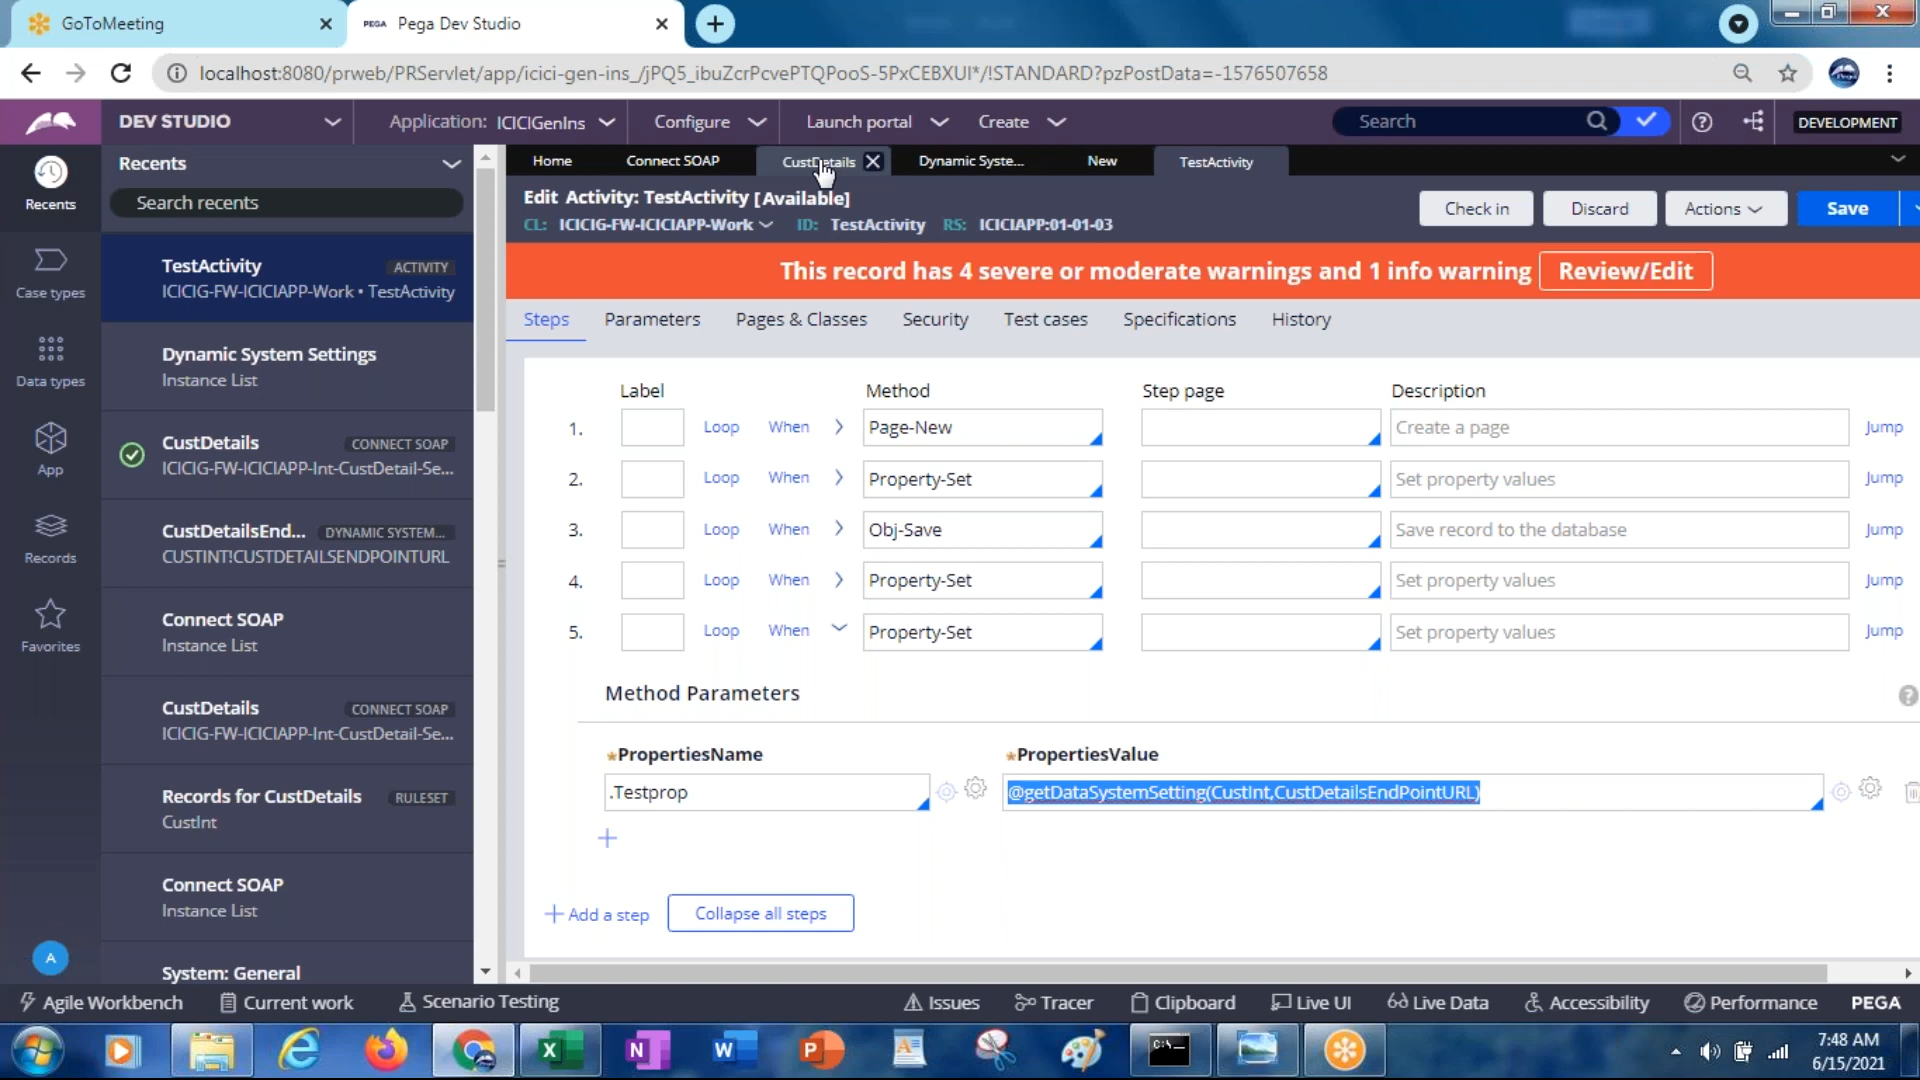 GoToMeeting
PEGA Pega Dev Studio
localhost:8080/prweb/PRServlet/app/icici-gen-ins_/jPQ5_ibuZcrPcvePTQPooS-5PxCEBXUI*/!STANDARD?pzPostData=-1576507658
DEV STUDIO
Application: ICICIGenIns
Configure
Launch portal
Create
Search
DEVELOPMENT
Recents
Search recents
Recents
Case types
Data types
App
Records
Favorites
A
TestActivity ACTIVITY
ICICIG-FW-ICICIAPP-Work • TestActivity
Dynamic System Settings
Instance List
CustDetails CONNECT SOAP
ICICIG-FW-ICICIAPP-Int-CustDetail-Se...
CustDetailsEnd... DYNAMIC SYSTEM...
CUSTINT!CUSTDETAILSENDPOINTURL
Connect SOAP
Instance List
CustDetails CONNECT SOAP
ICICIG-FW-ICICIAPP-Int-CustDetail-Se...
Records for CustDetails RULESET
CustInt
Connect SOAP
Instance List
System: General
Home Connect SOAP CustDetails Dynamic Syste... New TestActivity
Edit Activity: TestActivity [Available]
CL: ICICIG-FW-ICICIAPP-Work ID: TestActivity RS: ICICIAPP:01-01-03
Check in Discard Actions Save
This record has 4 severe or moderate warnings and 1 info warning Review/Edit
Steps Parameters Pages & Classes Security Test cases Specifications History
Label Method Step page Description
1. Loop When Page-New Create a page Jump
2. Loop When Property-Set Set property values Jump
3. Loop When Obj-Save Save record to the database Jump
4. Loop When Property-Set Set property values Jump
5. Loop When Property-Set Set property values Jump
Method Parameters
*PropertiesName *PropertiesValue
.Testprop @getDataSystemSetting(CustInt,CustDetailsEndPointURL)
Add a step Collapse all steps
Agile Workbench Current work Scenario Testing Issues Tracer Clipboard Live UI Live Data Accessibility Performance PEGA
7:48 AM
6/15/2021